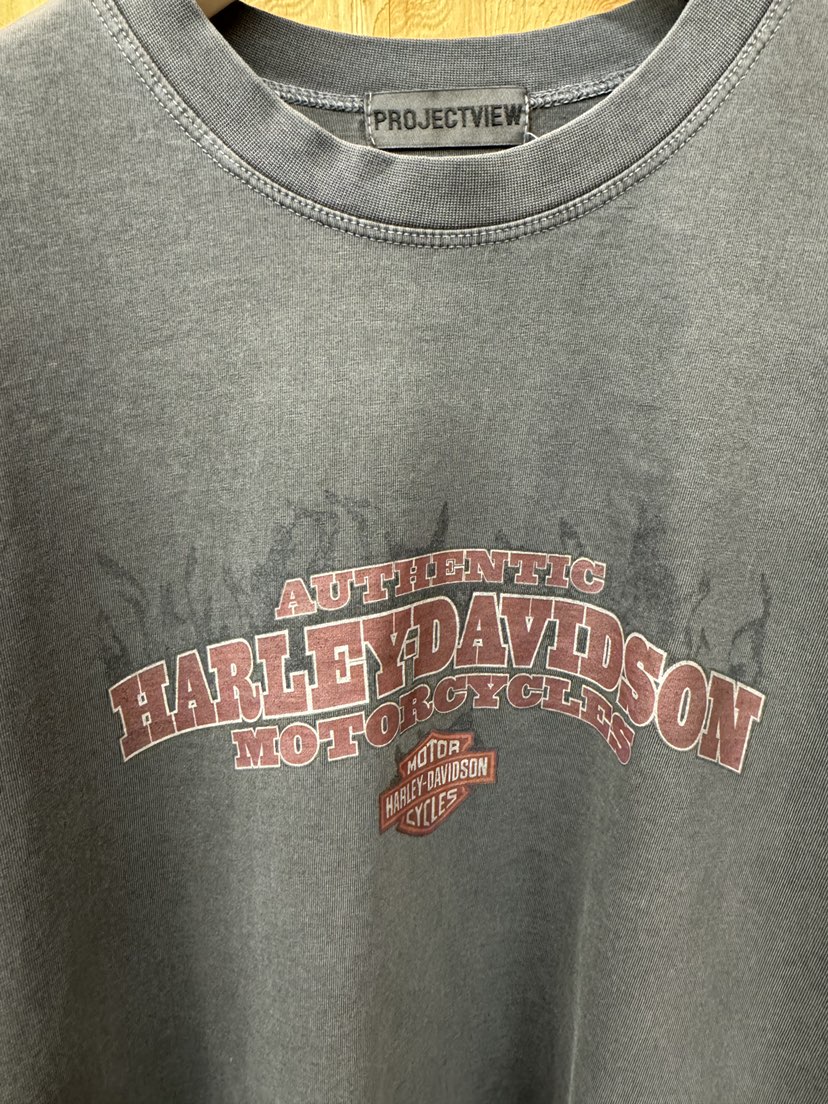 PROJECTVIEW
AUTHENTIC
HARLEY-DAVIDSON
MOTORCYCLES
MOTOR
HARLEY-DAVIDSON
CYCLES